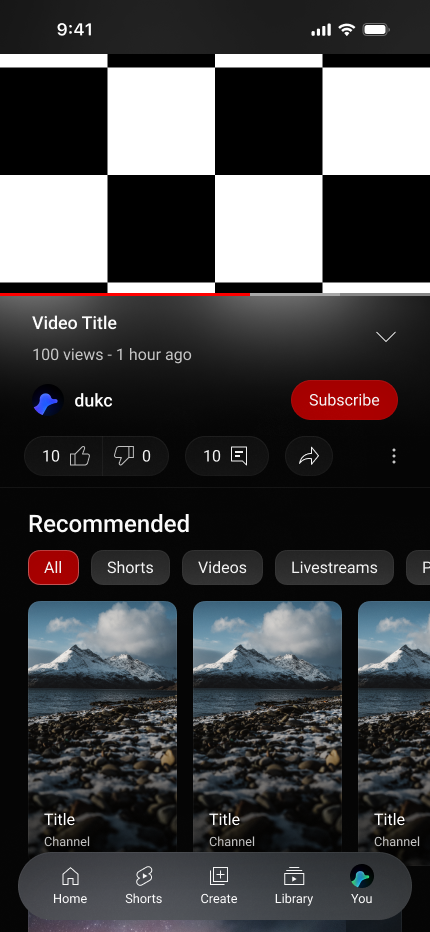 9:41
Video Title
100 views - 1 hour ago
dukc
Subscribe
10 0 10
Recommended
All Shorts Videos Livestreams P
Title Title Title
Channel Channel Channel
Home Shorts Create Library You